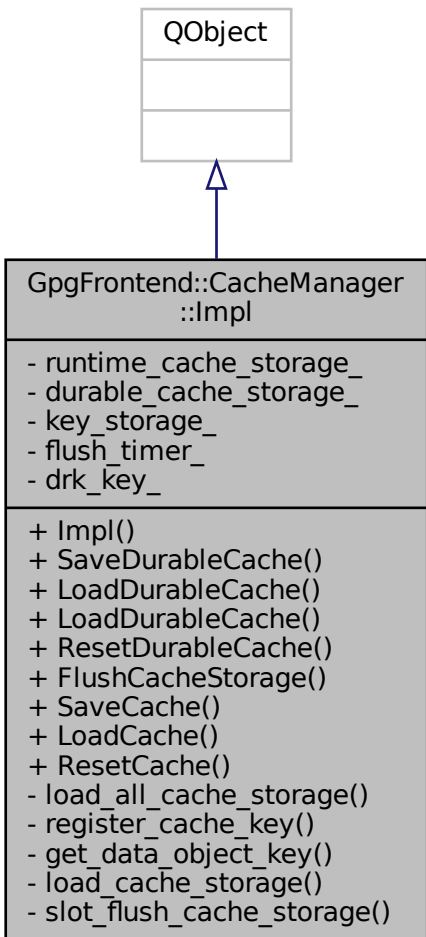 QObject
GpgFrontend::CacheManager
::Impl
- runtime_cache_storage_
- durable_cache_storage_
- key_storage_
- flush_timer_
- drk_key_
+ Impl()
+ SaveDurableCache()
+ LoadDurableCache()
+ LoadDurableCache()
+ ResetDurableCache()
+ FlushCacheStorage()
+ SaveCache()
+ LoadCache()
+ ResetCache()
- load_all_cache_storage()
- register_cache_key()
- get_data_object_key()
- load_cache_storage()
- slot_flush_cache_storage()